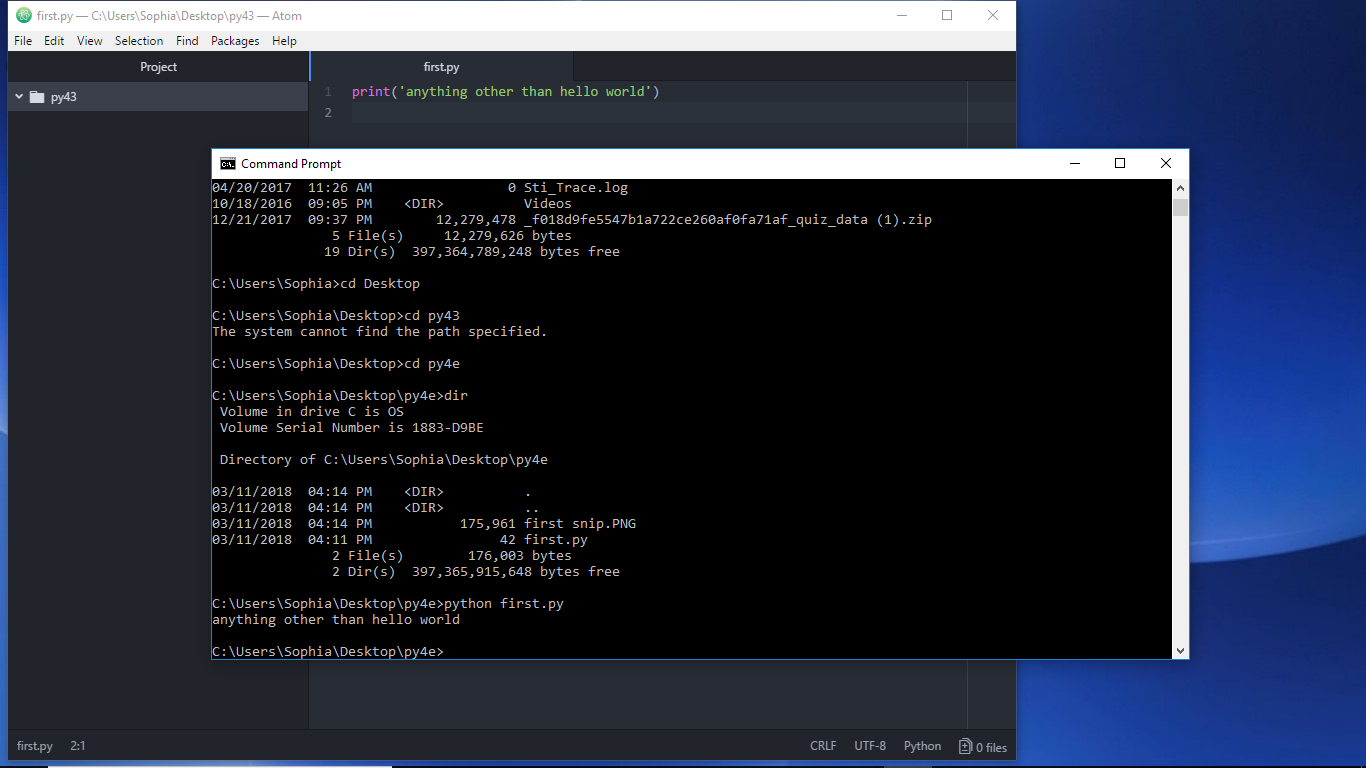 first.py — C:\Users\Sophia\Desktop\py43 — Atom
File Edit View Selection Find Packages Help
Project first.py
py43
1 print('anything other than hello world')
2
Command Prompt
04/20/2017  11:26 AM                 0 Sti_Trace.log
10/18/2016  09:05 PM    <DIR>          Videos
12/21/2017  09:37 PM        12,279,478 _f018d9fe5547b1a722ce260af0fa71af_quiz_data (1).zip
               5 File(s)     12,279,626 bytes
              19 Dir(s)  397,364,789,248 bytes free
C:\Users\Sophia>cd Desktop
C:\Users\Sophia\Desktop>cd py43
The system cannot find the path specified.
C:\Users\Sophia\Desktop>cd py4e
C:\Users\Sophia\Desktop\py4e>dir
 Volume in drive C is OS
 Volume Serial Number is 1883-D9BE
 Directory of C:\Users\Sophia\Desktop\py4e
03/11/2018  04:14 PM    <DIR>          .
03/11/2018  04:14 PM    <DIR>          ..
03/11/2018  04:14 PM           175,961 first snip.PNG
03/11/2018  04:11 PM                42 first.py
               2 File(s)        176,003 bytes
               2 Dir(s)  397,365,915,648 bytes free
C:\Users\Sophia\Desktop\py4e>python first.py
anything other than hello world
C:\Users\Sophia\Desktop\py4e>
first.py 2:1 CRLF UTF-8 Python 0 files